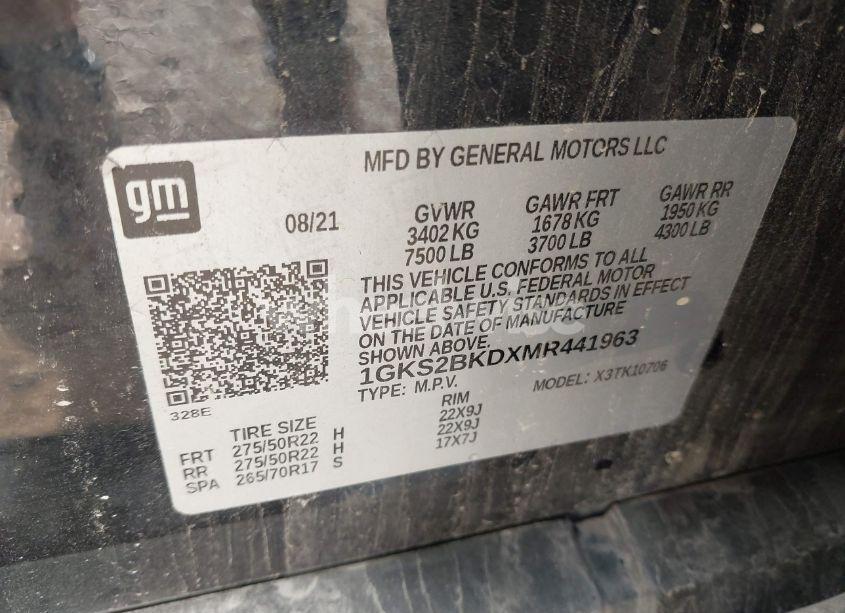 gm
MFD BY GENERAL MOTORS LLC
08/21
GVWR
3402 KG
7500 LB
GAWR FRT
1678 KG
3700 LB
GAWR RR
1950 KG
4300 LB
THIS VEHICLE CONFORMS TO ALL
APPLICABLE U.S. FEDERAL MOTOR
VEHICLE SAFETY STANDARDS IN EFFECT
ON THE DATE OF MANUFACTURE
SHOWN ABOVE.
1GKS2BKDXMR441963
TYPE: M.P.V.
MODEL: X3TK10706
328E
TIRE SIZE
RIM
FRT 275/50R22 H 22X9J
RR 275/50R22 H 22X9J
SPA 265/70R17 S 17X7J